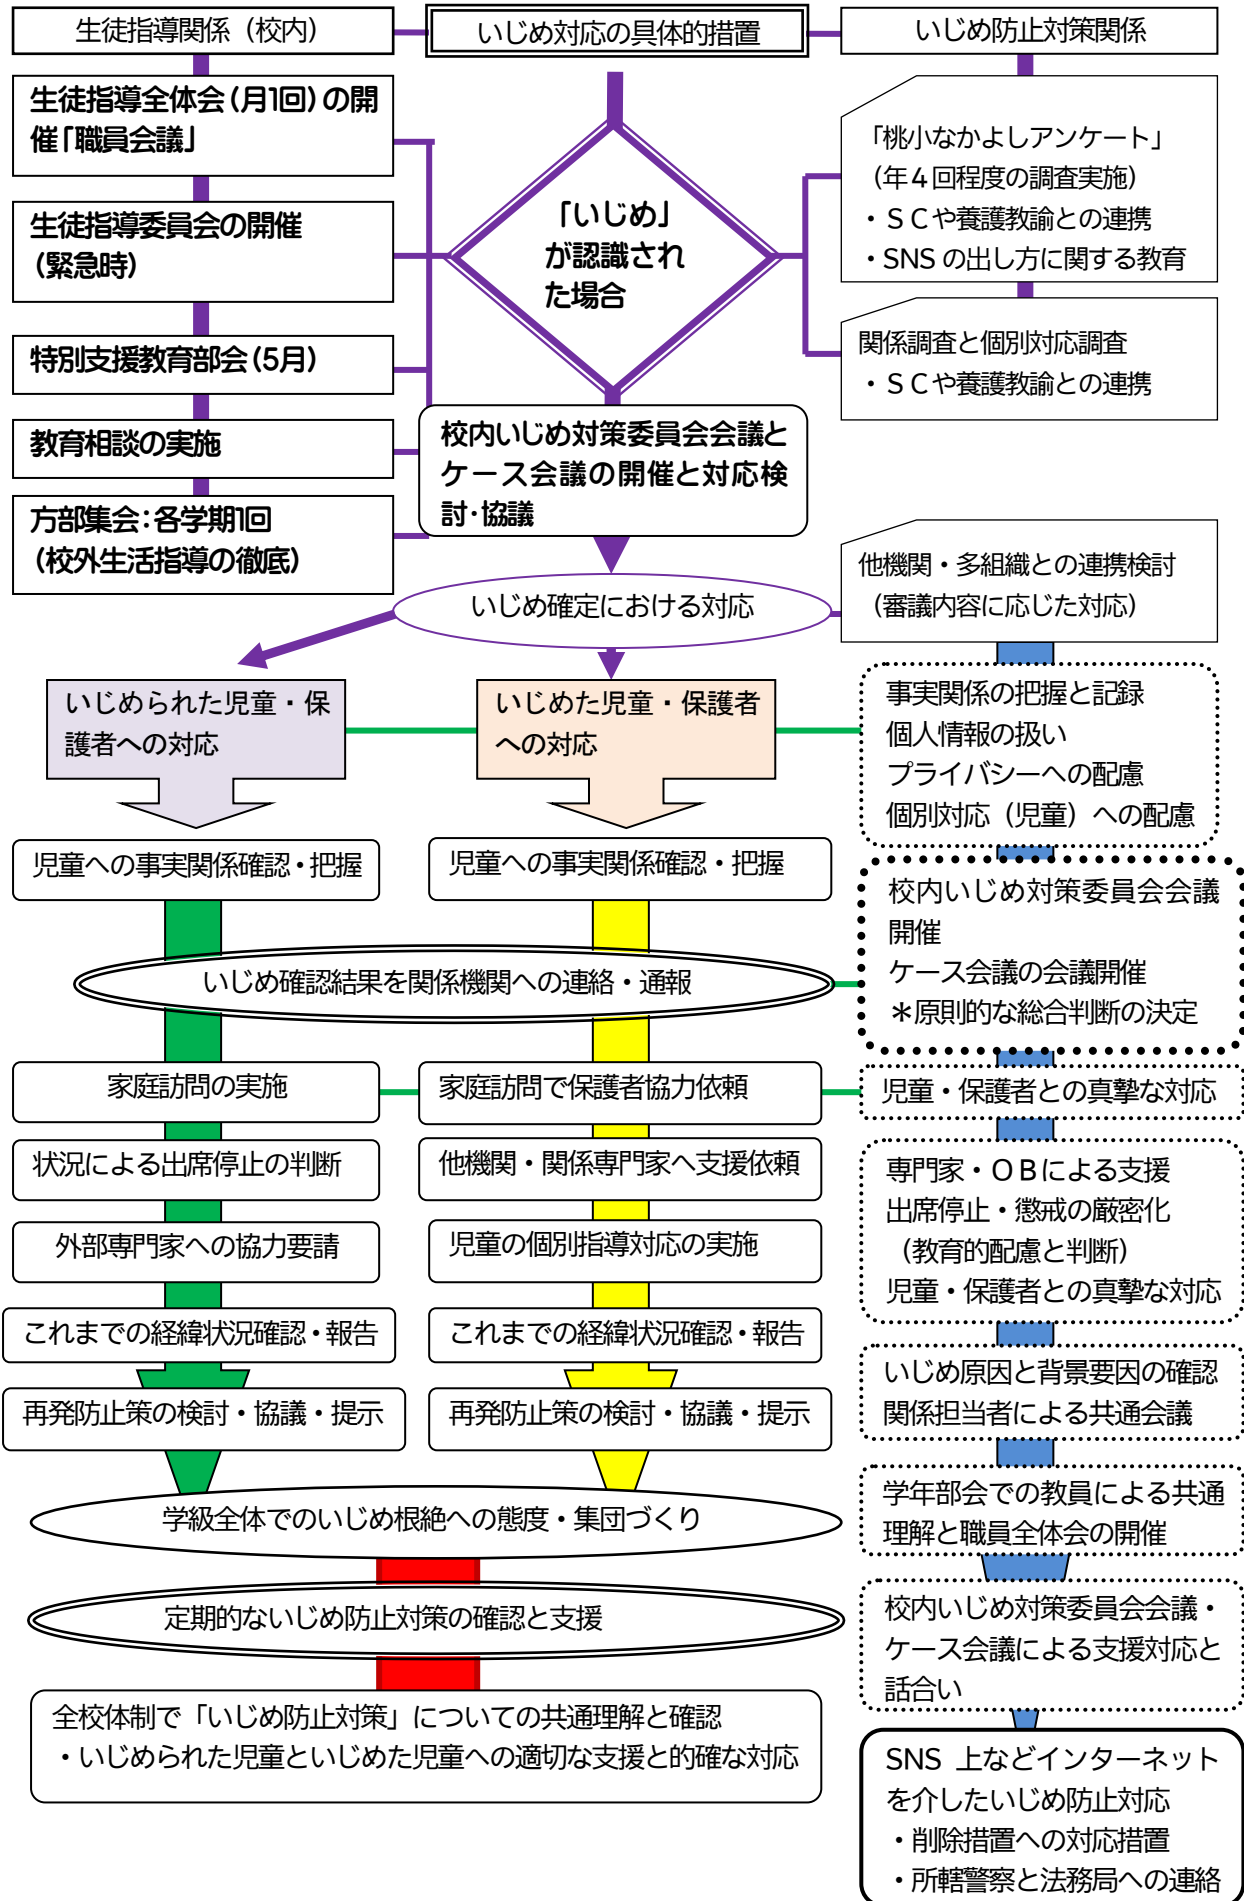 生徒指導関係（校内）
いじめ対応の具体的措置
いじめ防止対策関係
生徒指導全体会（月1回）の開
催「職員会議」
生徒指導委員会の開催
（緊急時）
特別支援教育部会（5月）
教育相談の実施
方部集会：各学期1回
（校外生活指導の徹底）
「いじめ」
が認識され
た場合
「桃小なかよしアンケート」
（年４回程度の調査実施）
・ＳＣや養護教諭との連携
・SNS の出し方に関する教育
関係調査と個別対応調査
・ＳＣや養護教諭との連携
校内いじめ対策委員会会議と
ケース会議の開催と対応検
討・協議
他機関・多組織との連携検討
（審議内容に応じた対応）
いじめ確定における対応
いじめられた児童・保
護者への対応
いじめた児童・保護者
への対応
事実関係の把握と記録
個人情報の扱い
プライバシーへの配慮
個別対応（児童）への配慮
児童への事実関係確認・把握
児童への事実関係確認・把握
校内いじめ対策委員会会議
開催
ケース会議の会議開催
＊原則的な総合判断の決定
いじめ確認結果を関係機関への連絡・通報
家庭訪問の実施
家庭訪問で保護者協力依頼
児童・保護者との真摯な対応
状況による出席停止の判断
他機関・関係専門家へ支援依頼
専門家・ＯＢによる支援
出席停止・懲戒の厳密化
（教育的配慮と判断）
児童・保護者との真摯な対応
外部専門家への協力要請
児童の個別指導対応の実施
これまでの経緯状況確認・報告
これまでの経緯状況確認・報告
いじめ原因と背景要因の確認
関係担当者による共通会議
再発防止策の検討・協議・提示
再発防止策の検討・協議・提示
学年部会での教員による共通
理解と職員全体会の開催
学級全体でのいじめ根絶への態度・集団づくり
定期的ないじめ防止対策の確認と支援
校内いじめ対策委員会会議・
ケース会議による支援対応と
話合い
全校体制で「いじめ防止対策」についての共通理解と確認
・いじめられた児童といじめた児童への適切な支援と的確な対応
SNS 上などインターネット
を介したいじめ防止対応
・削除措置への対応措置
・所轄警察と法務局への連絡